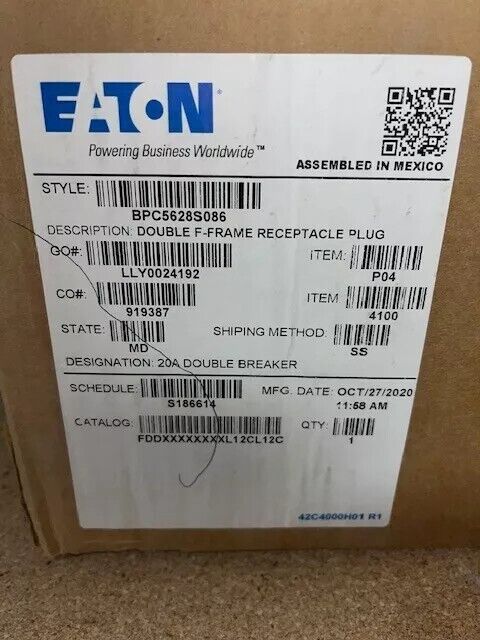 EATON
Powering Business Worldwide™
ASSEMBLED IN MEXICO
STYLE:
BPC5628S086
DESCRIPTION: DOUBLE F-FRAME RECEPTACLE PLUG
GO#: ITEM:
LLY0024192 P04
CO#: ITEM
919387 4100
STATE: SHIPING METHOD:
MD SS
DESIGNATION: 20A DOUBLE BREAKER
SCHEDULE: MFG. DATE: OCT/27/2020
S186614 11:58 AM
CATALOG: QTY:
FDDXXXXXXXXL12CL12C 1
42C4000H01 R1